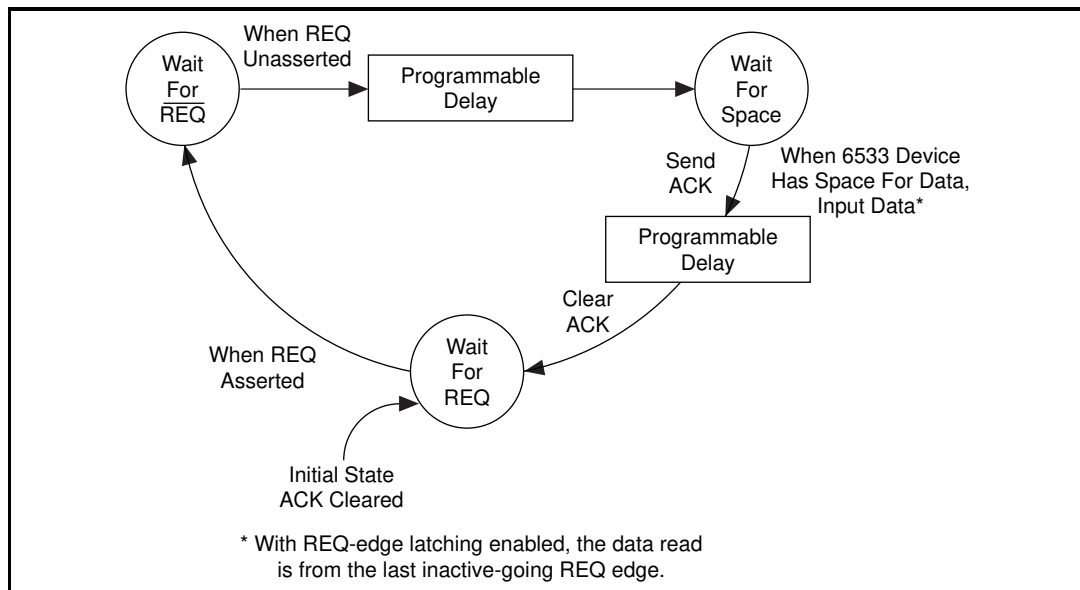 When REQ
Unasserted
Wait
For
REQ
Programmable
Delay
Wait
For
Space
Send
ACK
When 6533 Device
Has Space For Data,
Input Data*
Programmable
Delay
Clear
ACK
Wait
For
REQ
When REQ
Asserted
Initial State
ACK Cleared
* With REQ-edge latching enabled, the data read
is from the last inactive-going REQ edge.